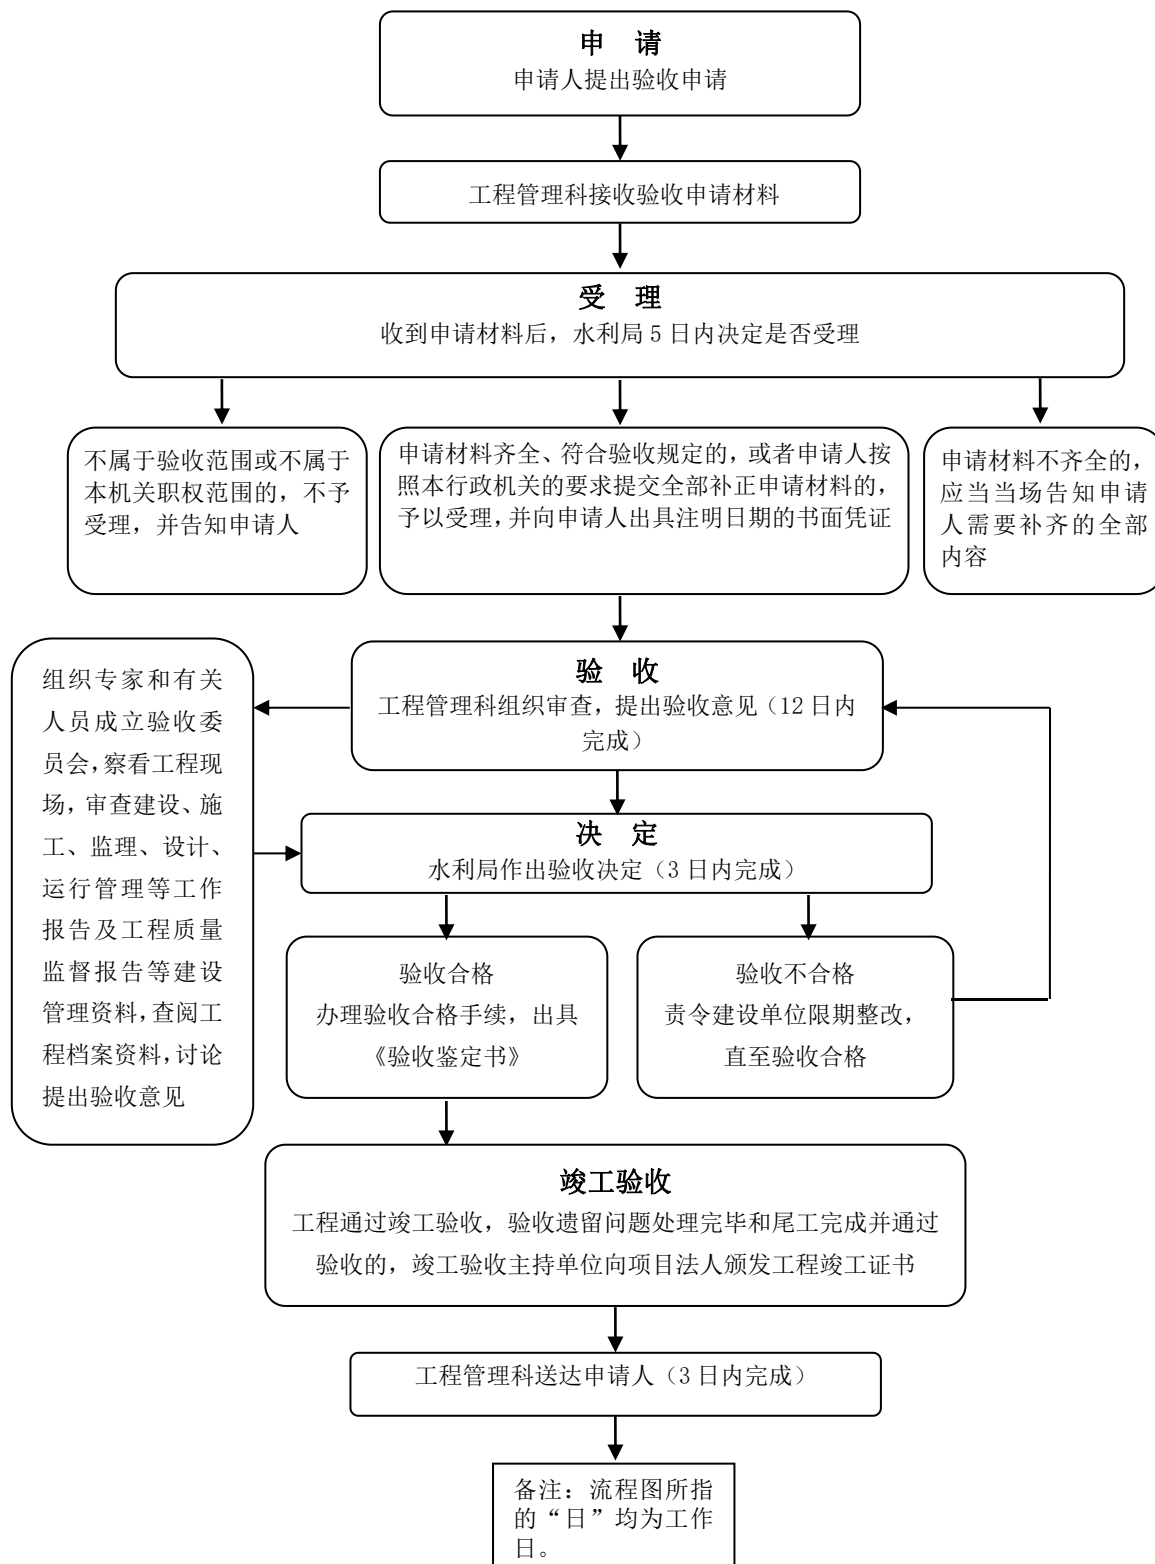 申 请
申请人提出验收申请
工程管理科接收验收申请材料
受 理
收到申请材料后，水利局 5 日内决定是否受理
不属于验收范围或不属于
本机关职权范围的，不予
受理，并告知申请人
申请材料齐全、符合验收规定的，或者申请人按
照本行政机关的要求提交全部补正申请材料的，
予以受理，并向申请人出具注明日期的书面凭证
申请材料不齐全的，
应当当场告知申请
人需要补齐的全部
内容
验 收
工程管理科组织审查，提出验收意见（12 日内
完成）
组织专家和有关
人员成立验收委
员会，察看工程现
场，审查建设、施
工、监理、设计、
运行管理等工作
报告及工程质量
监督报告等建设
管理资料，查阅工
程档案资料，讨论
提出验收意见
决 定
水利局作出验收决定（3 日内完成）
验收合格
办理验收合格手续，出具
《验收鉴定书》
验收不合格
责令建设单位限期整改，
直至验收合格
竣工验收
工程通过竣工验收，验收遗留问题处理完毕和尾工完成并通过
验收的，竣工验收主持单位向项目法人颁发工程竣工证书
工程管理科送达申请人（3 日内完成）
备注：流程图所指
的“日”均为工作
日。